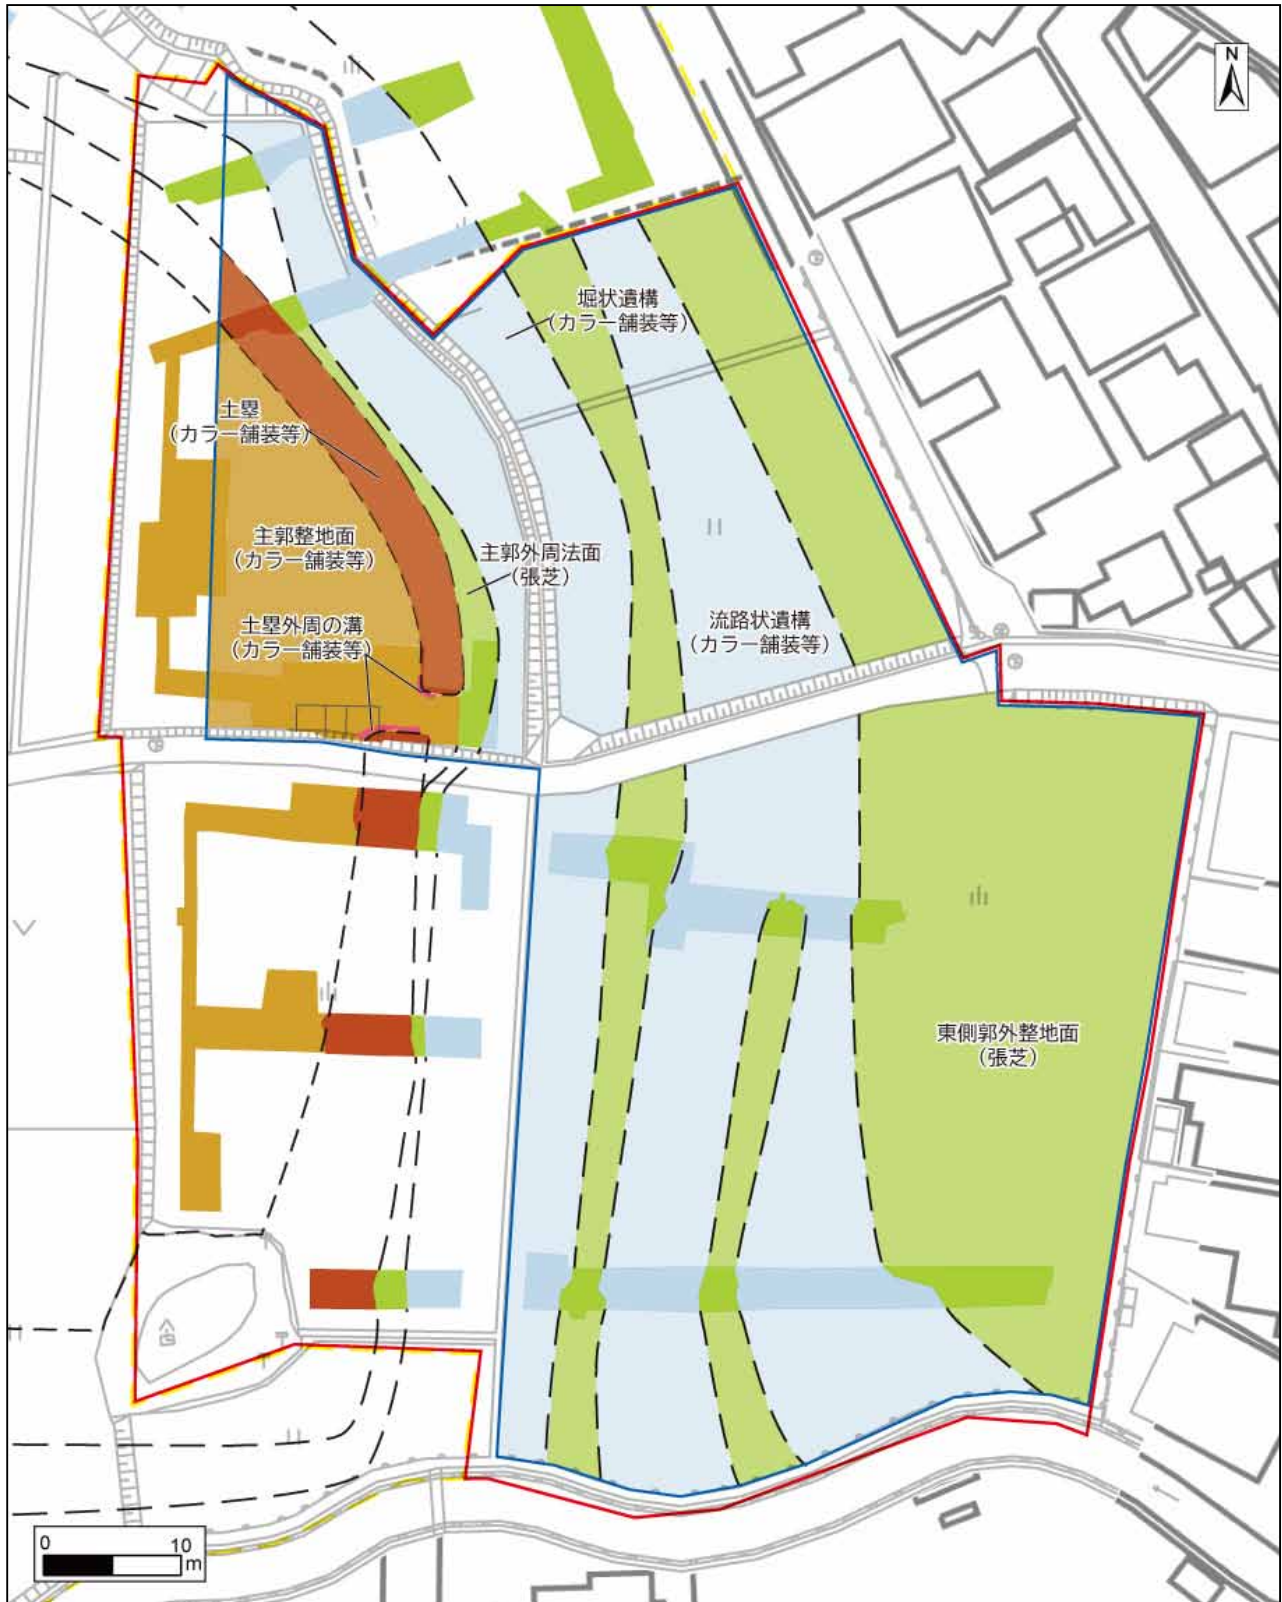 N
堀状遺構
（カラー舗装等）
土塁
（カラー舗装等）
主郭整地面
（カラー舗装等）
主郭外周法面
（張芝）
土塁外周の溝
（カラー舗装等）
流路状遺構
（カラー舗装等）
東側郭外整地面
（張芝）
0 10
m